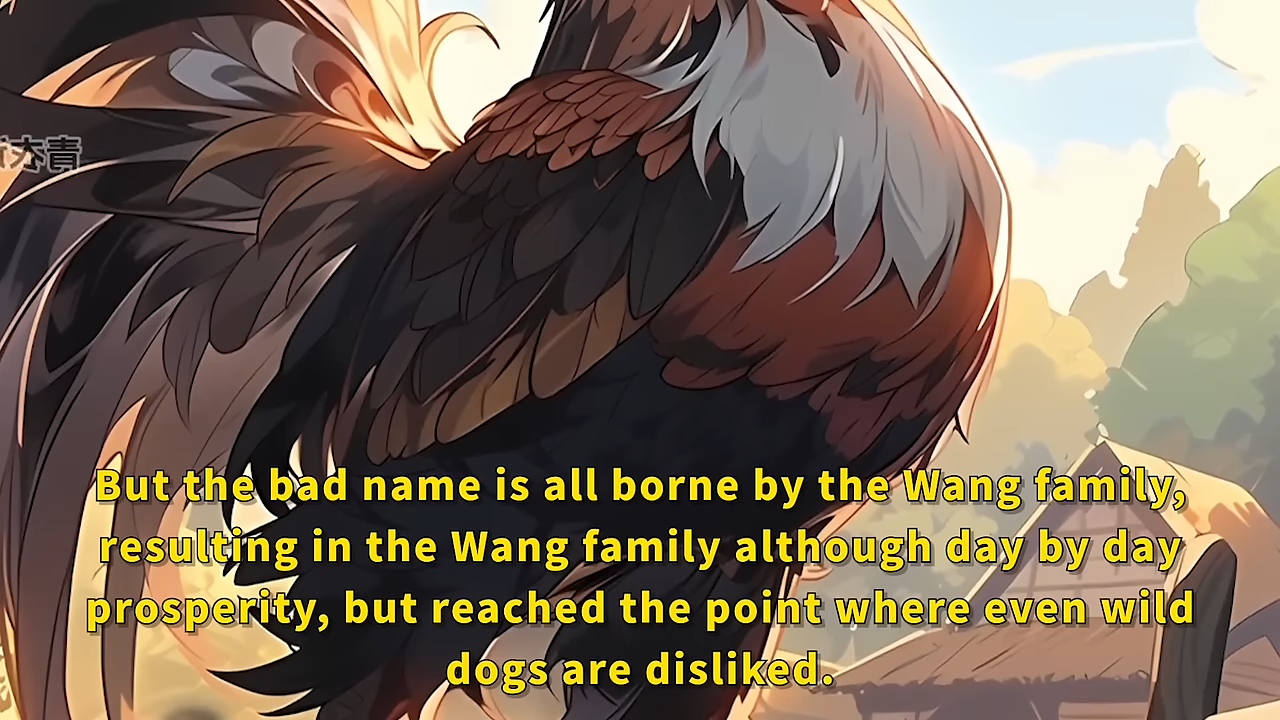 But the bad name is all borne by the Wang family,
resulting in the Wang family although day by day
prosperity, but reached the point where even wild
dogs are disliked.